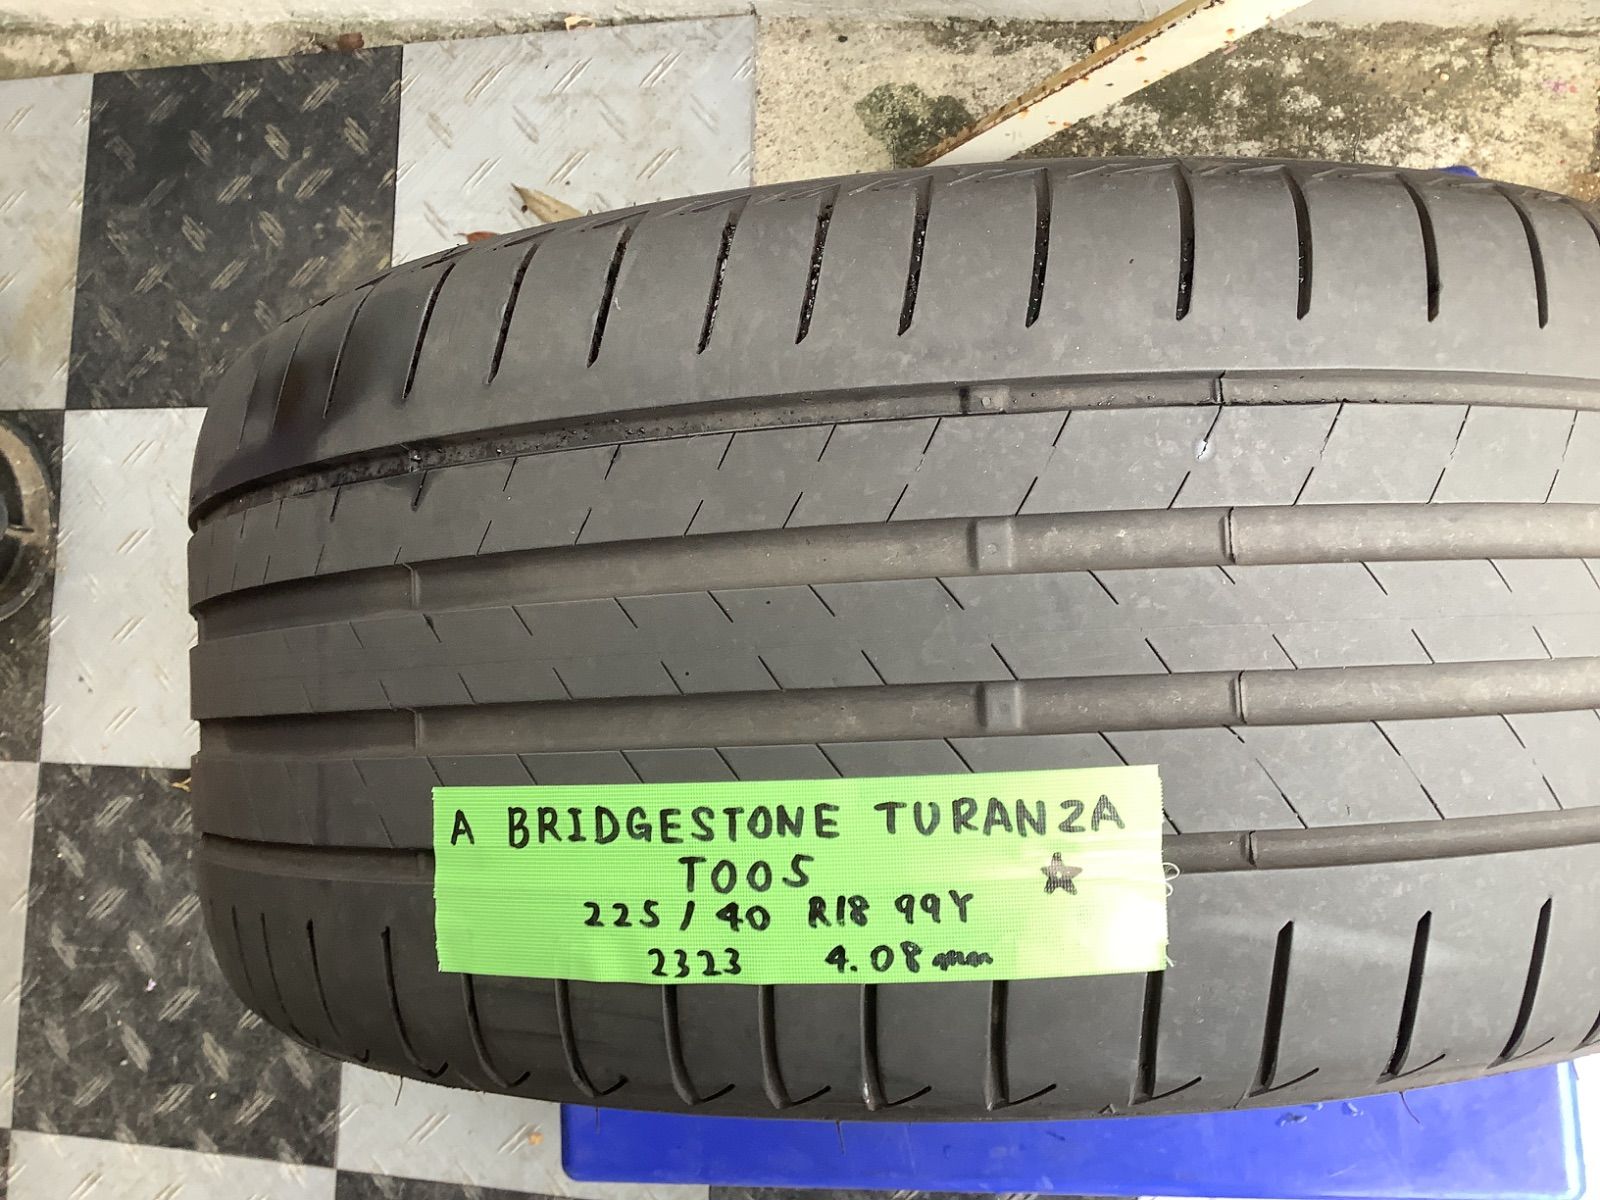 A BRIDGESTONE TURANZA
T005 ★
225/40 R18 99Y
2323 4.08mm